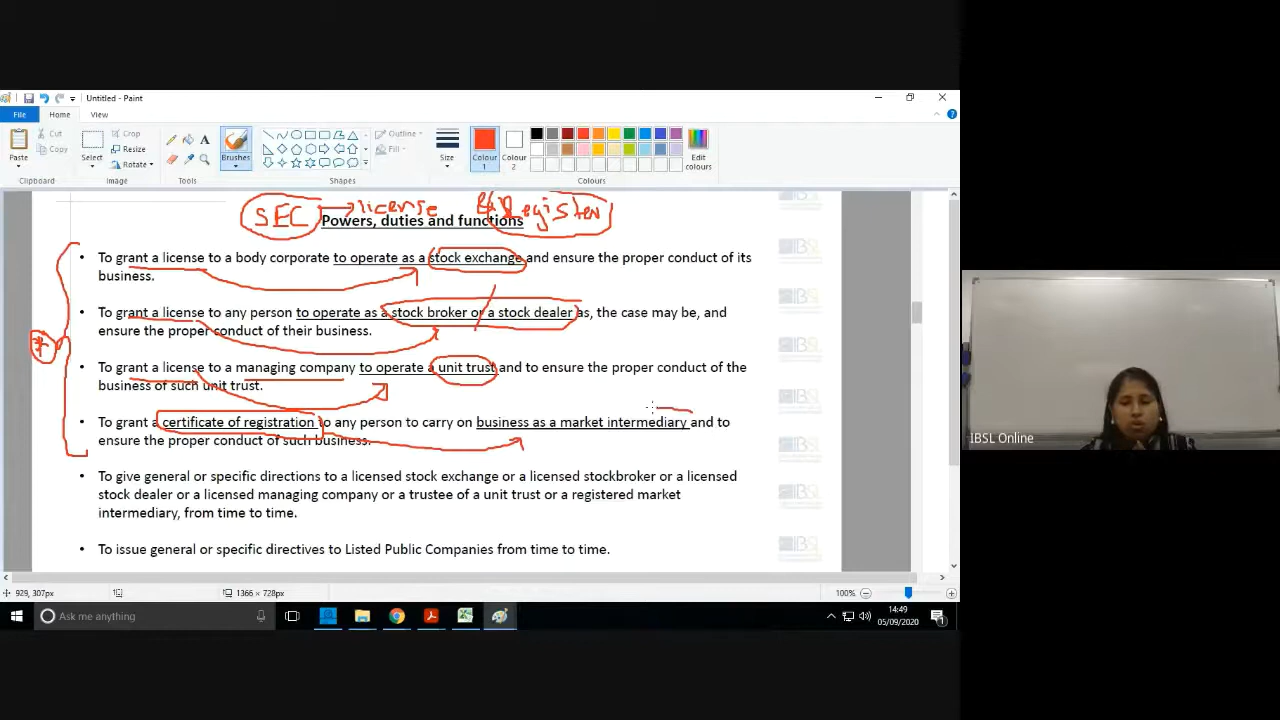 Untitled - Paint
File Home View
Paste Cut Copy Select Crop Resize Rotate A Brushes Outline Fill Size Colour 1 Colour 2 Edit colours
Clipboard Image Tools Shapes Colours
SEC license & Register
Powers, duties and functions
• To grant a license to a body corporate to operate as a stock exchange and ensure the proper conduct of its
business.
• To grant a license to any person to operate as a stock broker or a stock dealer as, the case may be, and
ensure the proper conduct of their business.
• To grant a license to a managing company to operate a unit trust and to ensure the proper conduct of the
business of such unit trust.
• To grant a certificate of registration to any person to carry on business as a market intermediary and to
ensure the proper conduct of such business.
• To give general or specific directions to a licensed stock exchange or a licensed stockbroker or a licensed
stock dealer or a licensed managing company or a trustee of a unit trust or a registered market
intermediary, from time to time.
• To issue general or specific directives to Listed Public Companies from time to time.
IBSL Online
929, 307px 1366 × 728px 100%
Ask me anything 14:49
05/09/2020